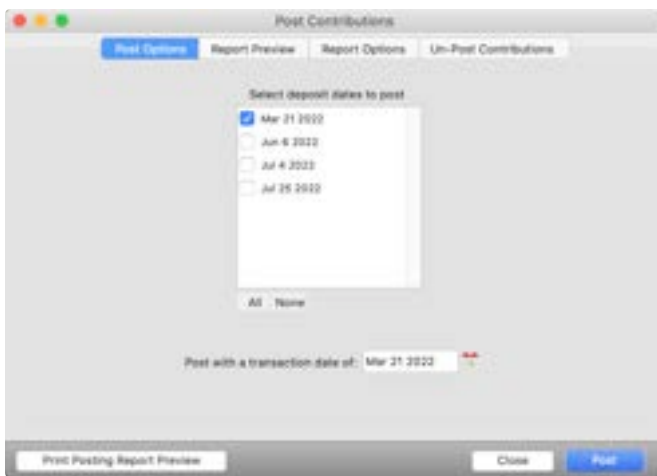 Post Contributions
Post Options Report Preview Report Options Un-Post Contributions
Select deposit dates to post
Mar 21 2022
Jun 6 2022
Jul 4 2022
Jul 25 2022
All None
Post with a transaction date of: Mar 21 2022
Print Posting Report Preview Close Post